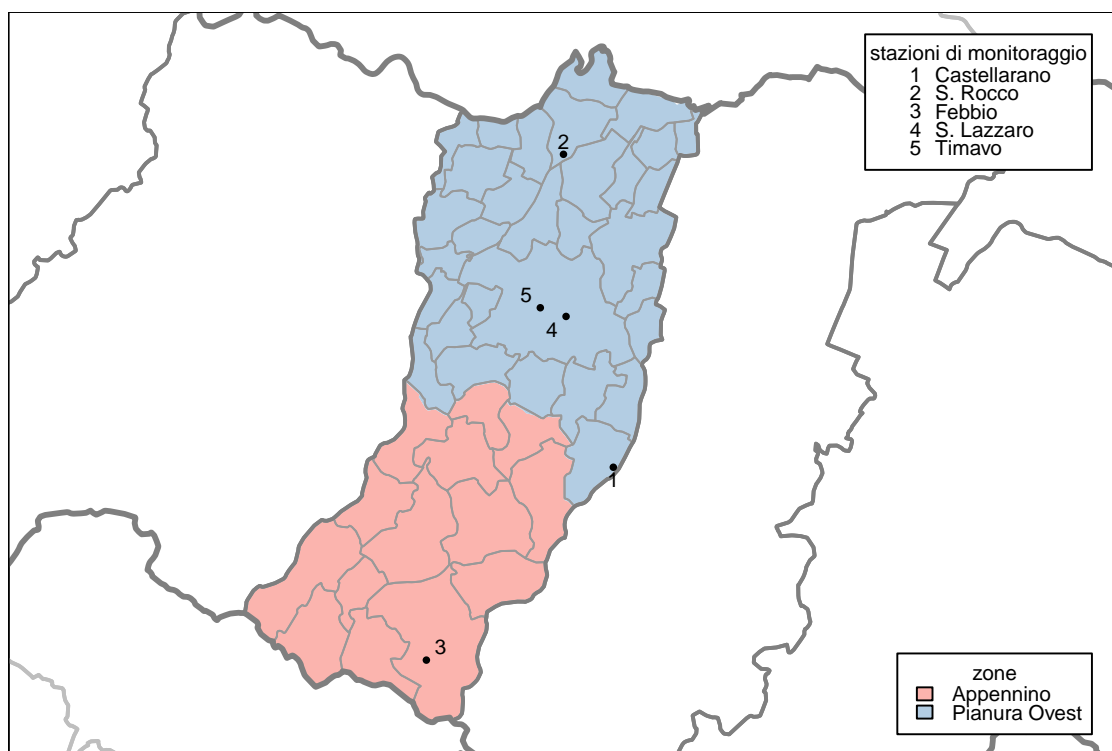 stazioni di monitoraggio
1 Castellarano
2 S. Rocco
3 Febbio
4 S. Lazzaro
5 Timavo
2
5
4
1
3
zone
Appennino
Pianura Ovest